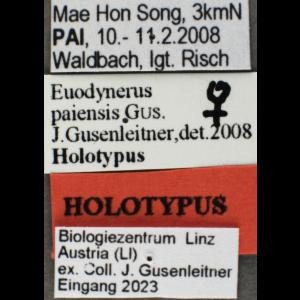 Mae Hon Song, 3kmN
PAI, 10.- 11.2.2008
Waldbach, lgt. Risch
Euodynerus ♀
paiensis GUS.
J.Gusenleitner,det.2008
Holotypus
HOLOTYPUS
Biologiezentrum Linz
Austria (LI)
ex. Coll. J. Gusenleitner
Eingang 2023